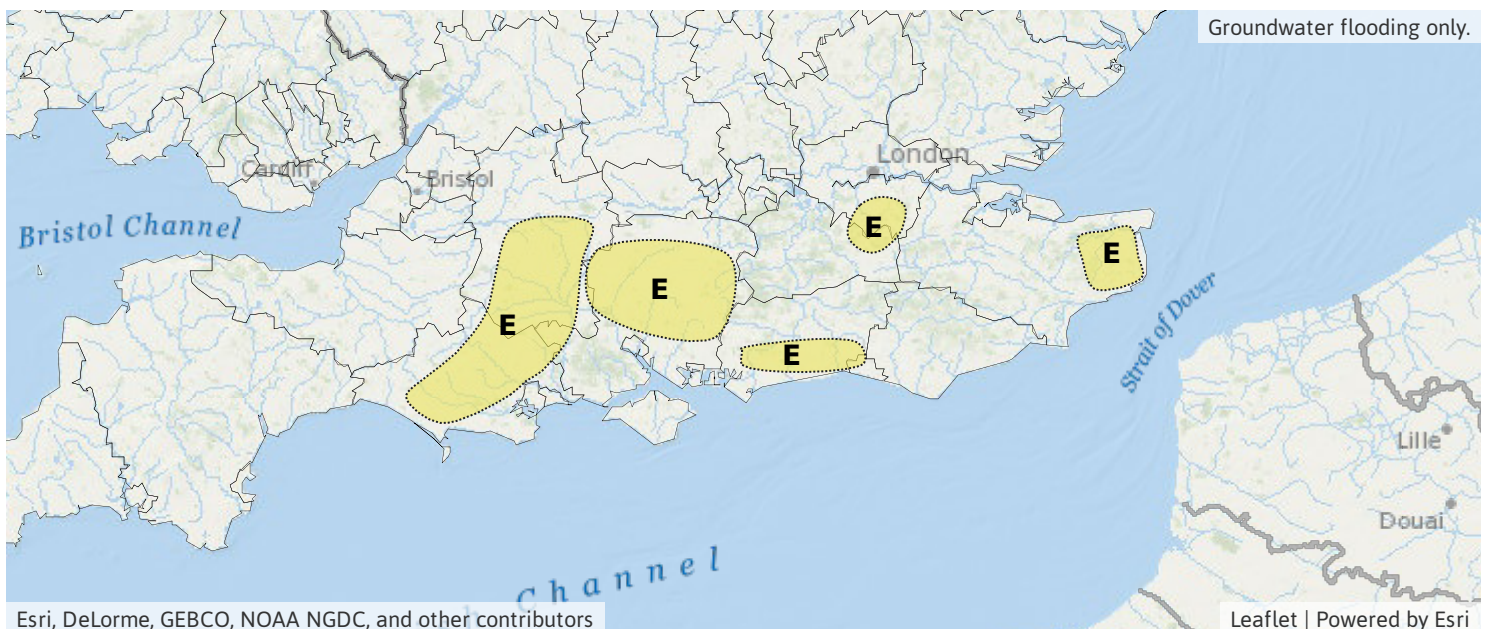 Groundwater flooding only.
London
Cardiff
Bristol
Bristol Channel
E
E
E
E
E
Strait of Dover
Lille
Douai
Channel
Esri, DeLorme, GEBCO, NOAA NGDC, and other contributors
Leaflet | Powered by Esri